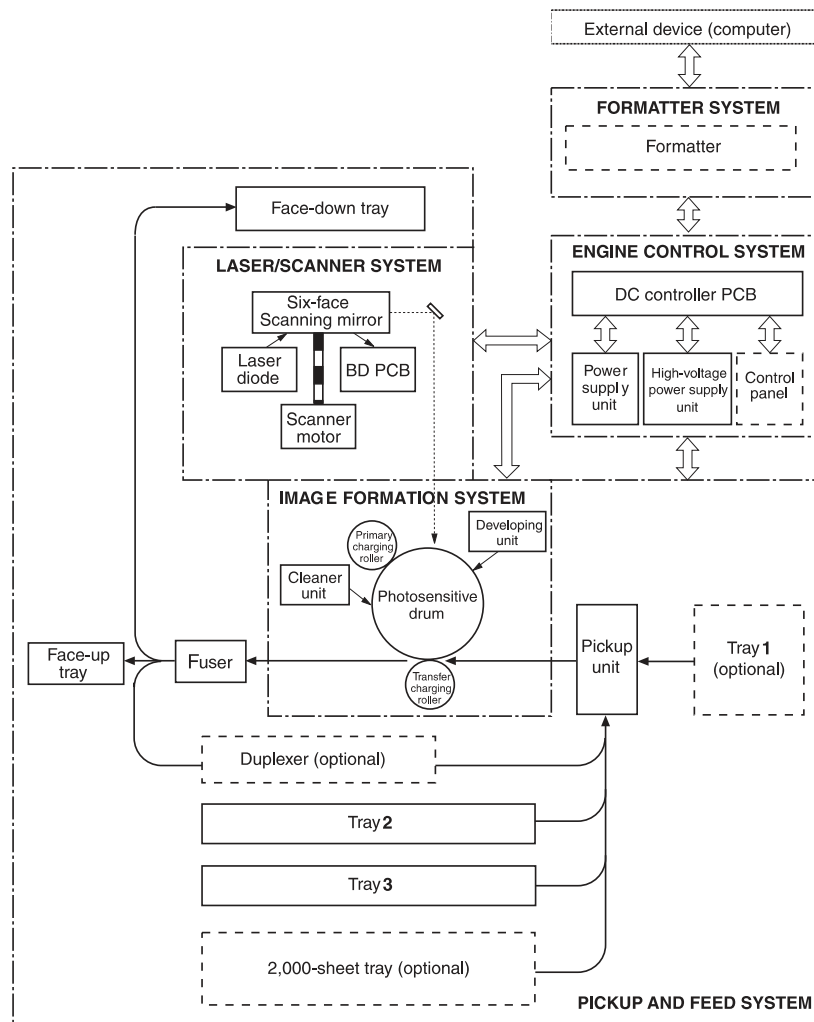 External device (computer)
FORMATTER SYSTEM
Formatter
Face-down tray
LASER/SCANNER SYSTEM
Six-face
Scanning mirror
Laser
diode
BD PCB
Scanner
motor
ENGINE CONTROL SYSTEM
DC controller PCB
Power
supply
unit
High-voltage
power supply
unit
Control
panel
IMAGE FORMATION SYSTEM
Primary
charging
roller
Developing
unit
Cleaner
unit
Photosensitive
drum
Transfer
charging
roller
Face-up
tray
Fuser
Pickup
unit
Tray 1
(optional)
Duplexer (optional)
Tray 2
Tray 3
2,000-sheet tray (optional)
PICKUP AND FEED SYSTEM